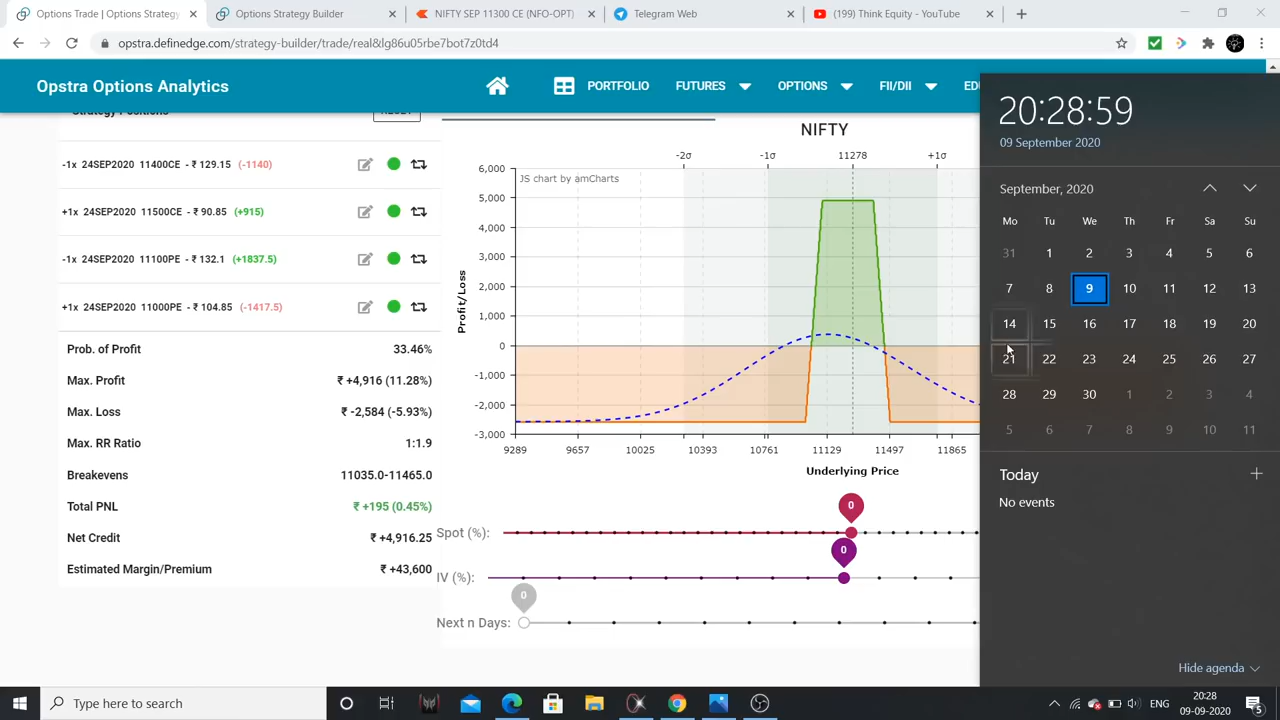 Options Trade | Options Strategy
Options Strategy Builder
NIFTY SEP 11300 CE (NFO-OPT)
Telegram Web
(199) Think Equity - YouTube
opstra.definedge.com/strategy-builder/trade/real&lg86u05rbe7bot7z0td4
Opstra Options Analytics
PORTFOLIO
FUTURES
OPTIONS
FII/DII
Strategy Positions
RESET
-1x 24SEP2020 11400CE - ₹ 129.15 (-1140)
+1x 24SEP2020 11500CE - ₹ 90.85 (+915)
-1x 24SEP2020 11100PE - ₹ 132.1 (+1837.5)
+1x 24SEP2020 11000PE - ₹ 104.85 (-1417.5)
Prob. of Profit 33.46%
Max. Profit ₹ +4,916 (11.28%)
Max. Loss ₹ -2,584 (-5.93%)
Max. RR Ratio 1:1.9
Breakevens 11035.0-11465.0
Total PNL ₹ +195 (0.45%)
Net Credit ₹ +4,916.25
Estimated Margin/Premium ₹ +43,600
NIFTY
-2σ -1σ 11278 +1σ
JS chart by amCharts
6,000
5,000
4,000
3,000
2,000
1,000
0
-1,000
-2,000
-3,000
Profit/Loss
9289 9657 10025 10393 10761 11129 11497 11865
Underlying Price
0
Spot (%):
0
IV (%):
0
Next n Days:
20:28:59
09 September 2020
September, 2020
Mo Tu We Th Fr Sa Su
31 1 2 3 4 5 6
7 8 9 10 11 12 13
14 15 16 17 18 19 20
21 22 23 24 25 26 27
28 29 30 1 2 3 4
5 6 7 8 9 10 11
Today
No events
Hide agenda
Type here to search
ENG
20:28
09-09-2020
5